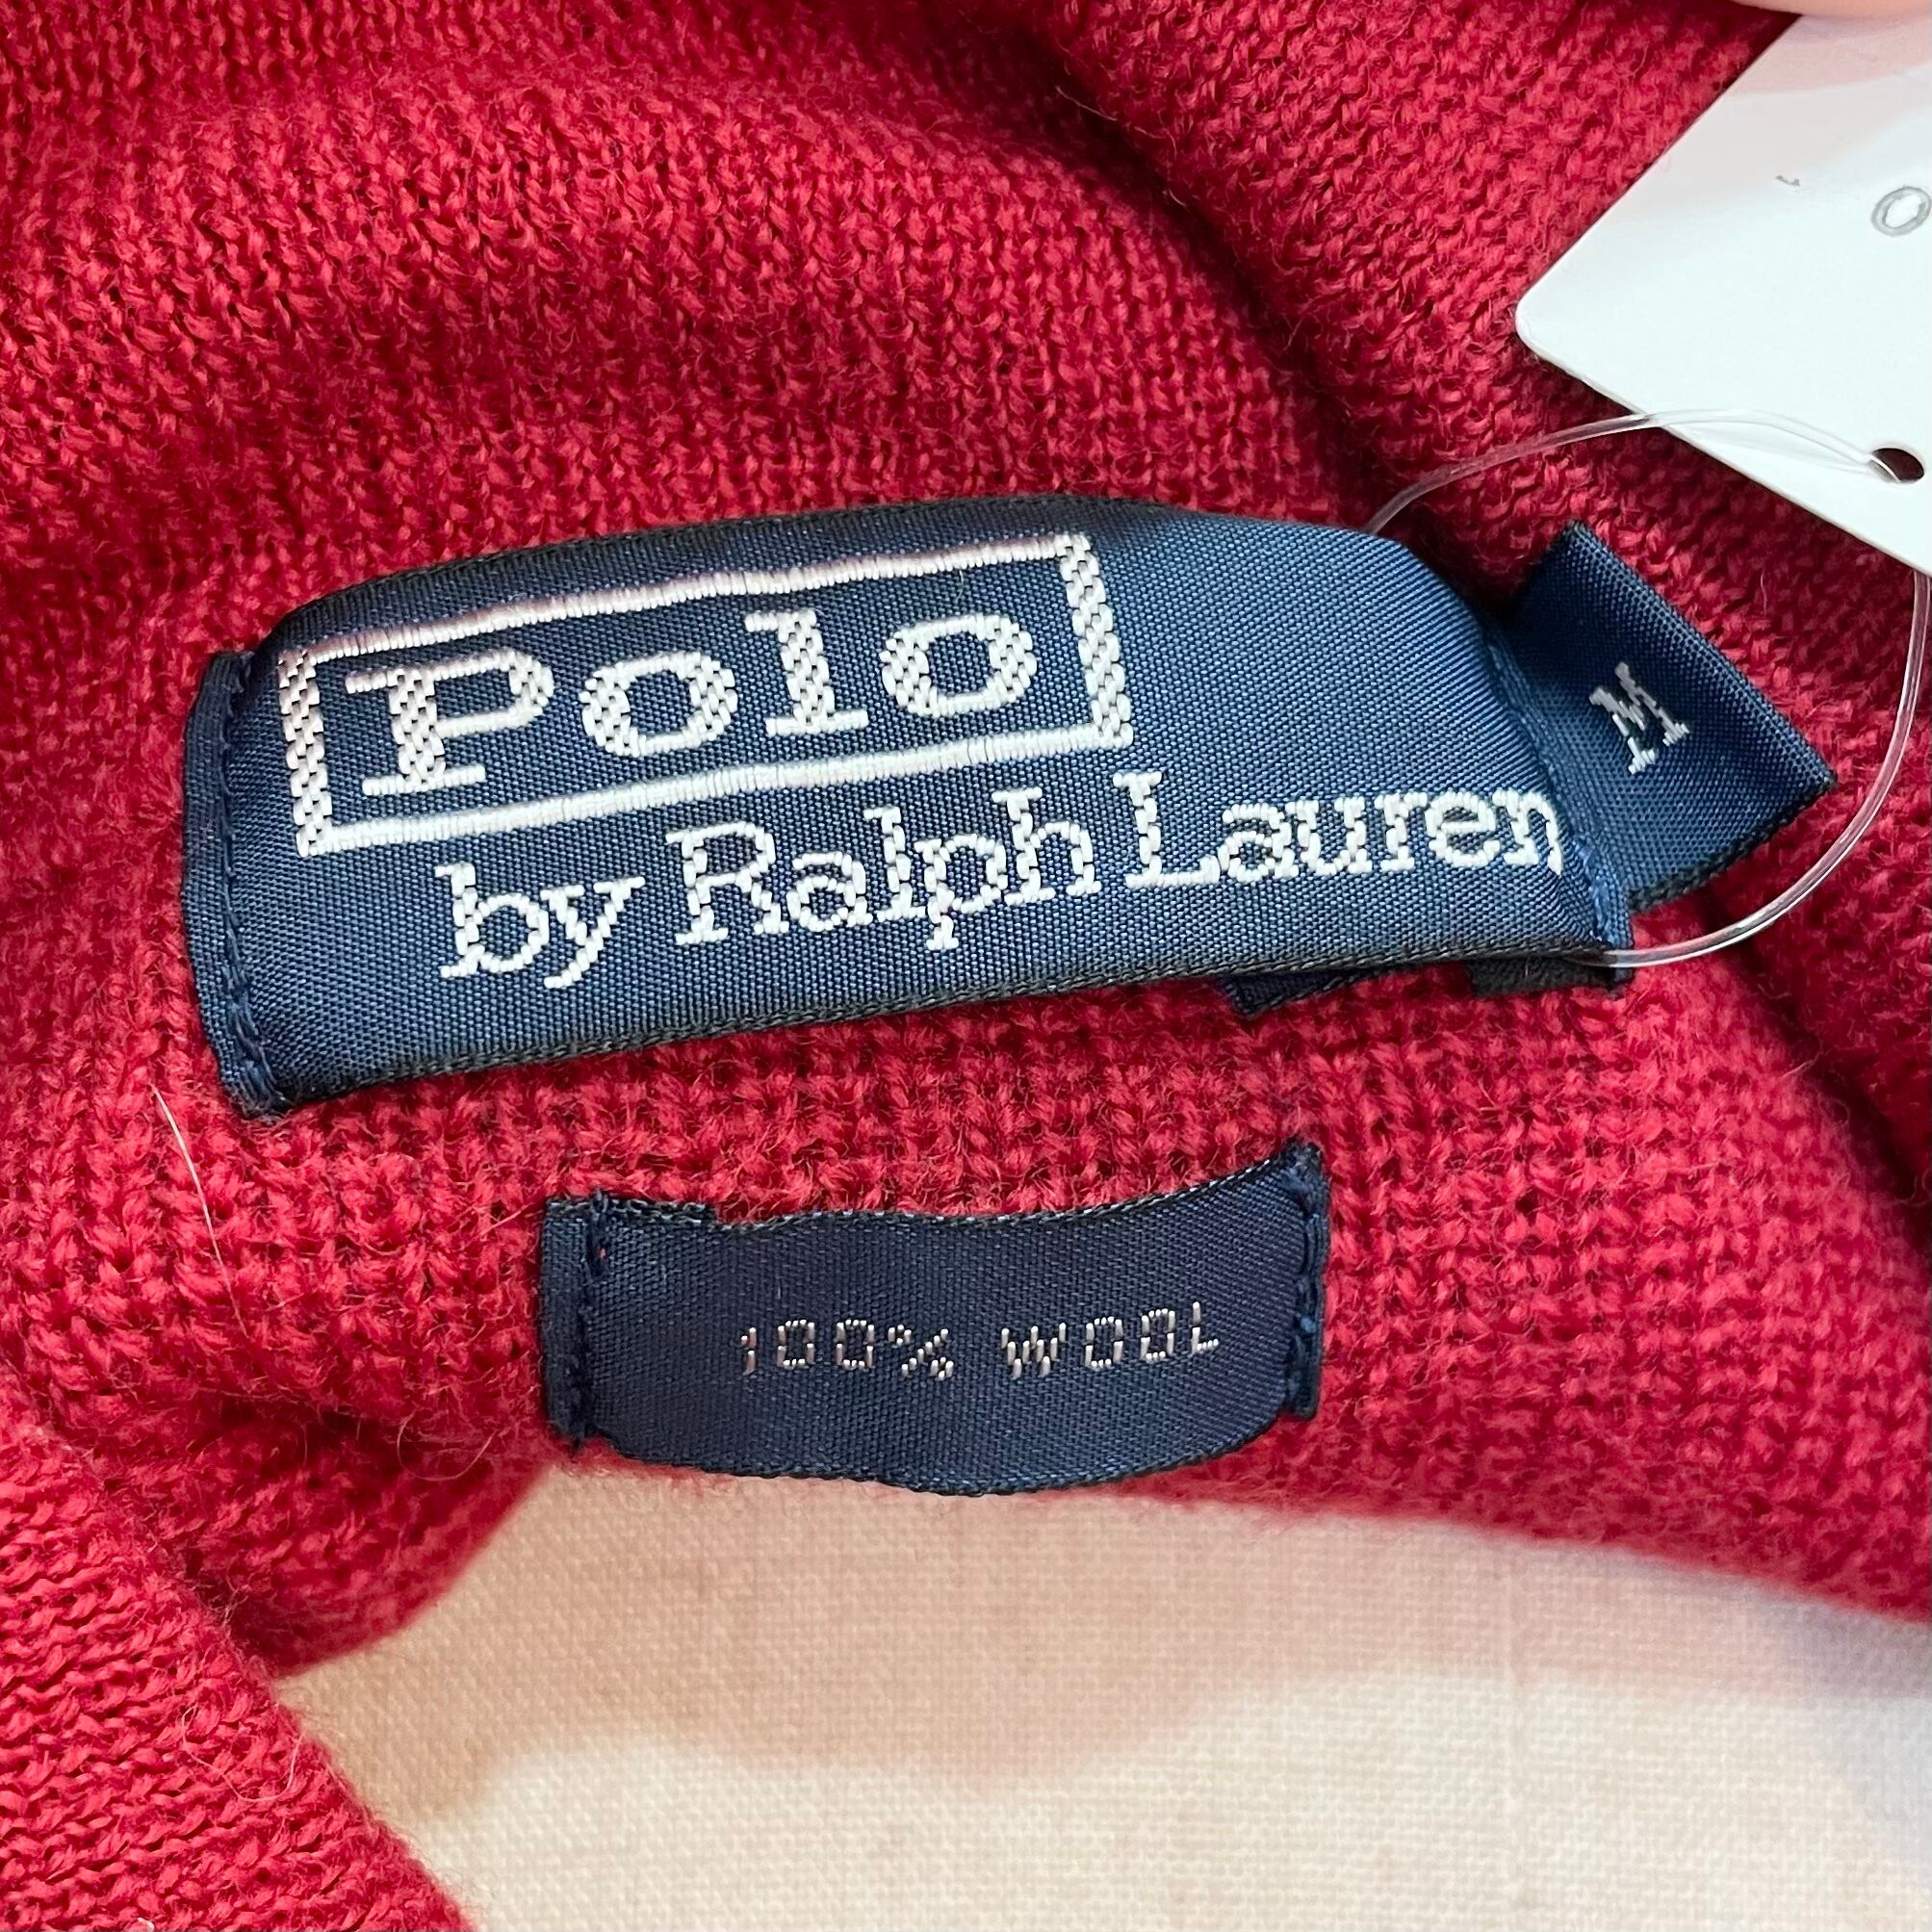 Polo
by Ralph Lauren
M
100% WOOL